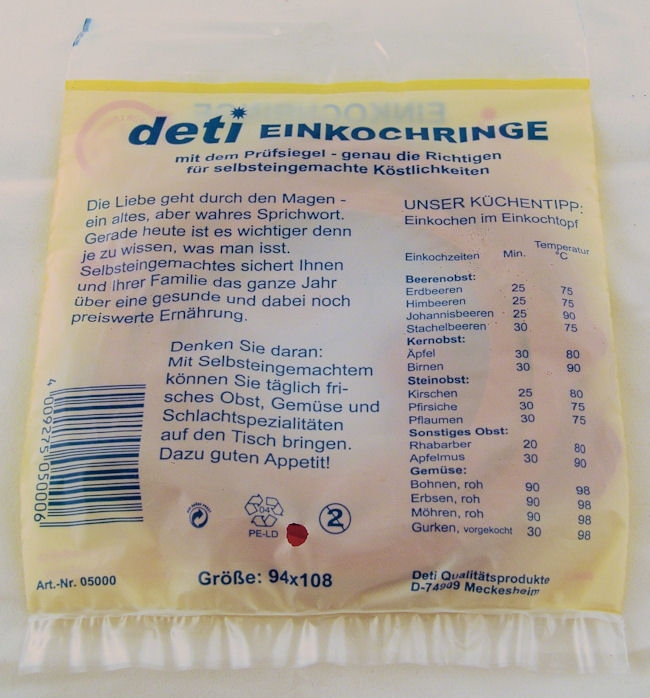 deti EINKOCHRINGE
mit dem Prüfsiegel - genau die Richtigen
für selbsteingemachte Köstlichkeiten
Die Liebe geht durch den Magen -
ein altes, aber wahres Sprichwort.
Gerade heute ist es wichtiger denn
je zu wissen, was man isst.
Selbsteingemachtes sichert Ihnen
und Ihrer Familie das ganze Jahr
über eine gesunde und dabei noch
preiswerte Ernährung.
Denken Sie daran:
Mit Selbsteingemachtem
können Sie täglich fri-
sches Obst, Gemüse und
Schlachtspezialitäten
auf den Tisch bringen.
Dazu guten Appetit!
UNSER KÜCHENTIPP:
Einkochen im Einkochtopf
Einkochzeiten Min. Temperatur °C
Beerenobst:
Erdbeeren 25 75
Himbeeren 25 75
Johannisbeeren 25 90
Stachelbeeren 30 75
Kernobst:
Äpfel 30 80
Birnen 30 90
Steinobst:
Kirschen 25 80
Pfirsiche 30 75
Pflaumen 30 75
Sonstiges Obst:
Rhabarber 20 80
Apfelmus 30 90
Gemüse:
Bohnen, roh 90 98
Erbsen, roh 90 98
Möhren, roh 90 98
Gurken, vorgekocht 30 98
4 009275 050006
04
PE-LD
2
Art.-Nr. 05000
Größe: 94x108
Deti Qualitätsprodukte
D-74909 Meckesheim